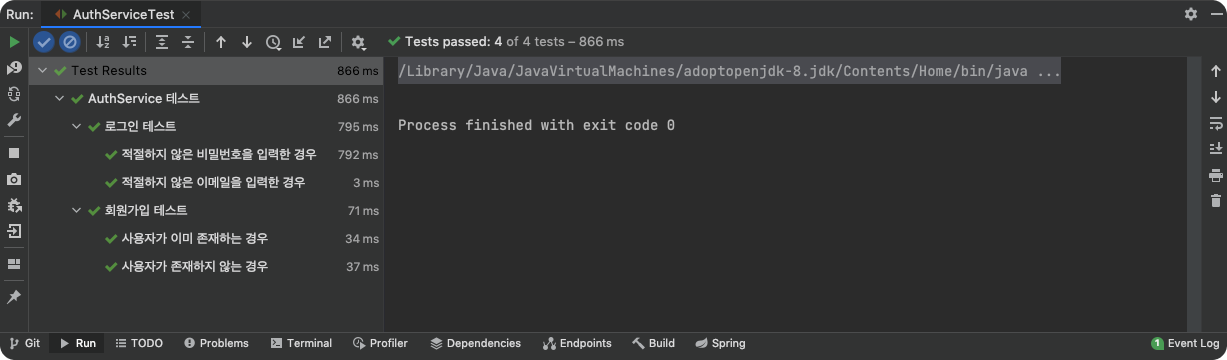 Run: AuthServiceTest
Tests passed: 4 of 4 tests – 866 ms
Test Results 866 ms
AuthService 테스트 866 ms
로그인 테스트 795 ms
적절하지 않은 비밀번호을 입력한 경우 792 ms
적절하지 않은 이메일을 입력한 경우 3 ms
회원가입 테스트 71 ms
사용자가 이미 존재하는 경우 34 ms
사용자가 존재하지 않는 경우 37 ms
/Library/Java/JavaVirtualMachines/adoptopenjdk-8.jdk/Contents/Home/bin/java ...
Process finished with exit code 0
Git Run TODO Problems Terminal Profiler Dependencies Endpoints Build Spring 1 Event Log